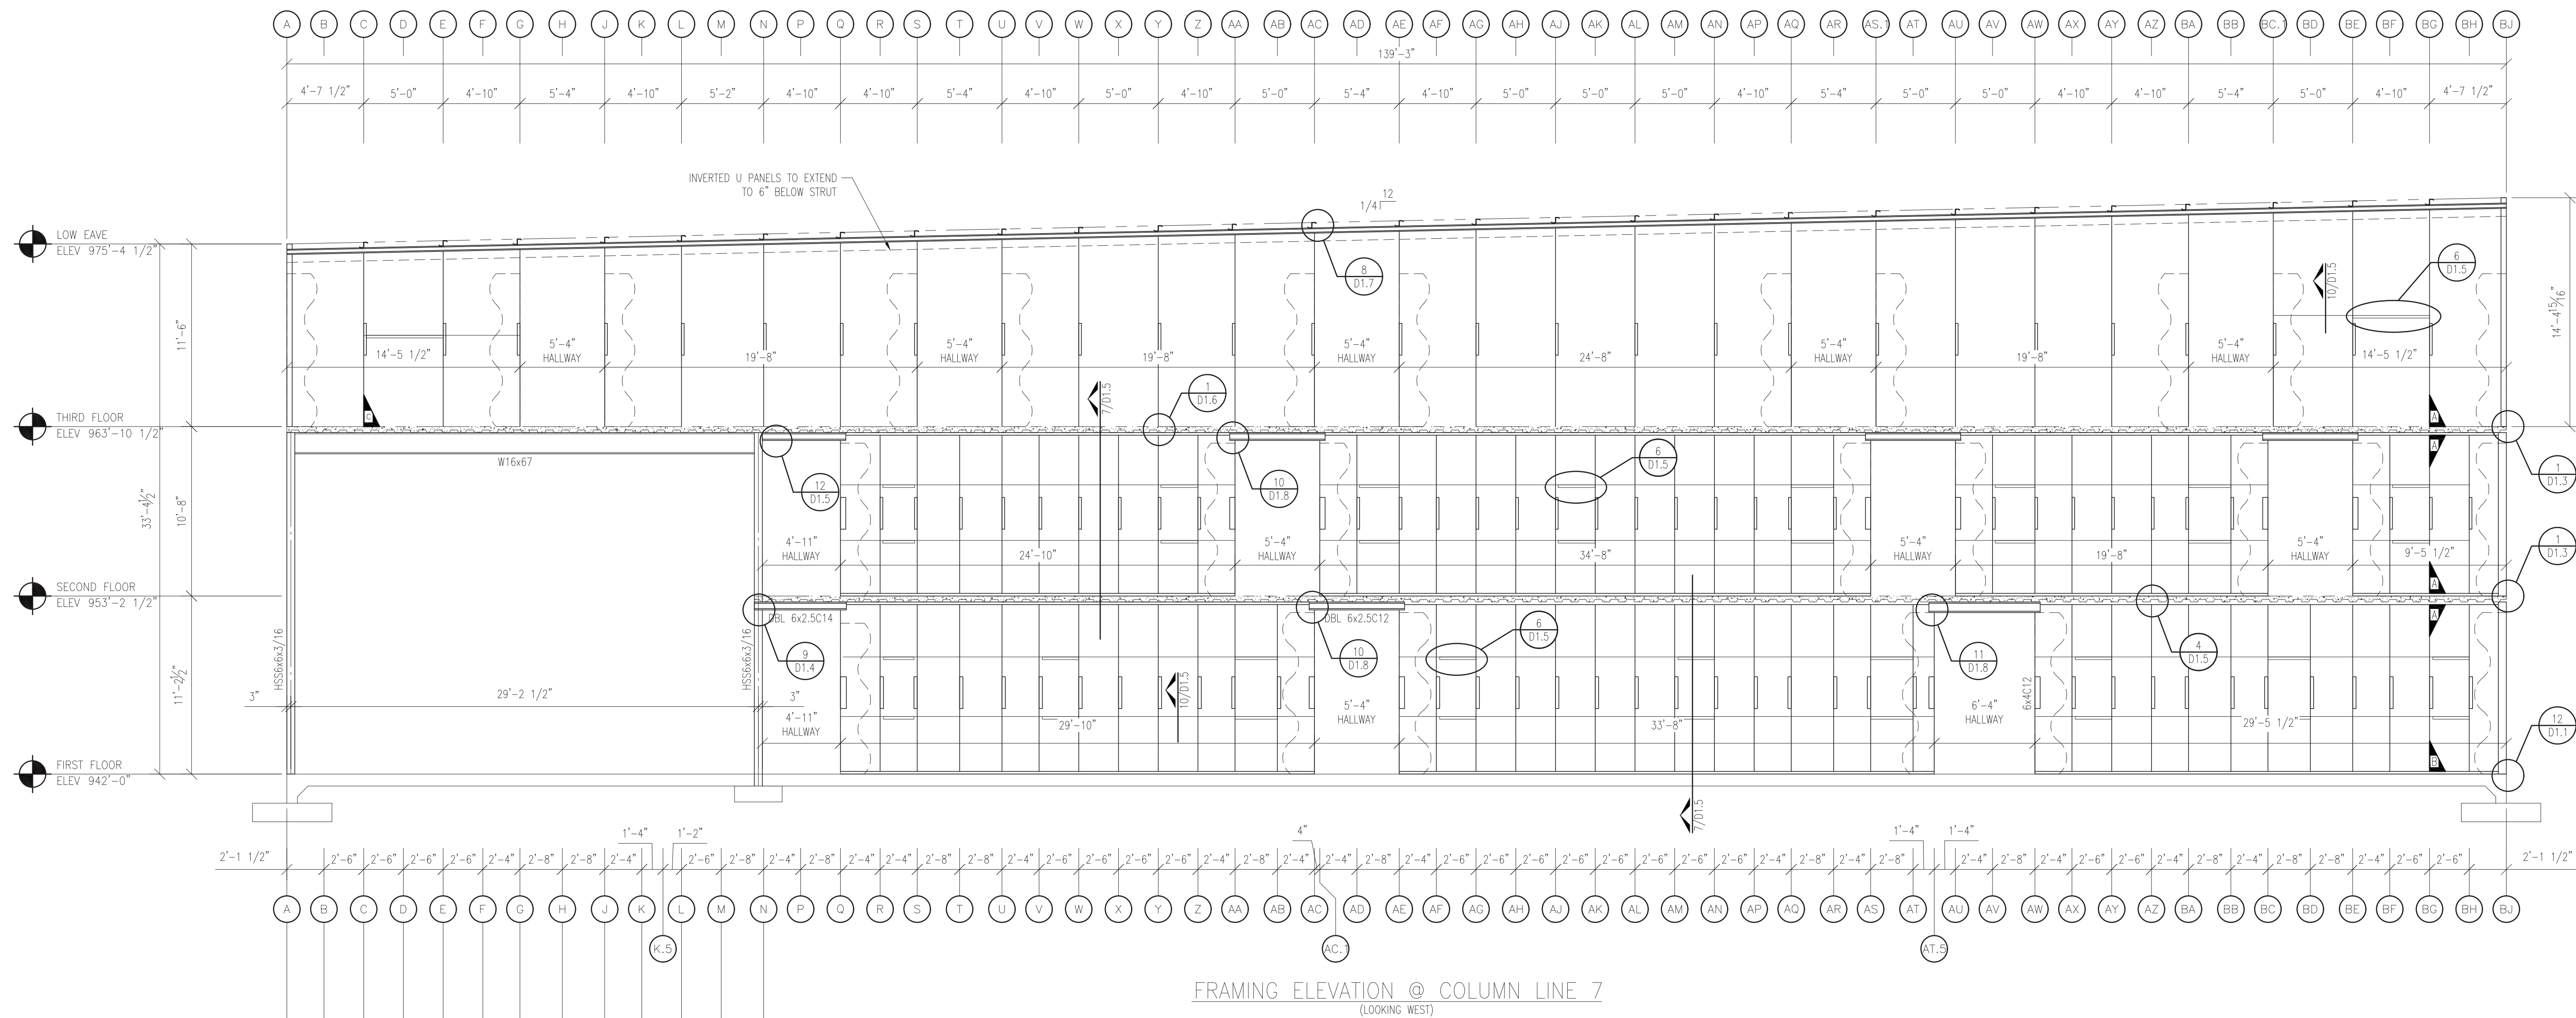 A B C D E F G H J K L M N P Q R S T U V W X Y Z AA AB AC AD AE AF AG AH AJ AK AL AM AN AP AQ AR AS.1 AT AU AV AW AX AY AZ BA BB BC.1 BD BE BF BG BH BJ
139'-3"
4'-7 1/2" 5'-0" 4'-10" 5'-4" 4'-10" 5'-2" 4'-10" 4'-10" 5'-4" 4'-10" 5'-0" 4'-10" 5'-0" 5'-4" 4'-10" 5'-0" 5'-0" 5'-0" 4'-10" 5'-4" 5'-0" 5'-0" 4'-10" 4'-10" 5'-4" 5'-0" 4'-10" 4'-7 1/2"
INVERTED U PANELS TO EXTEND
TO 6" BELOW STRUT
12
1/4
LOW EAVE
ELEV 975'-4 1/2"
8
D1.7
10/D1.5
6
D1.5
14'-4 15/16"
11'-6"
14'-5 1/2"
5'-4"
HALLWAY
19'-8"
5'-4"
HALLWAY
19'-8"
5'-4"
HALLWAY
24'-8"
5'-4"
HALLWAY
19'-8"
5'-4"
HALLWAY
14'-5 1/2"
7/D1.5
1
D1.6
C
A
THIRD FLOOR
ELEV 963'-10 1/2"
A
W16x67
12
D1.5
10
D1.8
6
D1.5
1
D1.3
33'-4 1/2"
10'-8"
4'-11"
HALLWAY
24'-10"
5'-4"
HALLWAY
34'-8"
5'-4"
HALLWAY
19'-8"
5'-4"
HALLWAY
9'-5 1/2"
1
D1.3
A
SECOND FLOOR
ELEV 953'-2 1/2"
A
DBL 6x2.5C14
DBL 6x2.5C12
HSS6x6x3/16
HSS6x6x3/16
9
D1.4
10
D1.8
6
D1.5
11
D1.8
4
D1.5
11'-2 1/2"
3"
29'-2 1/2"
3"
4'-11"
HALLWAY
29'-10"
10/D1.5
5'-4"
HALLWAY
33'-8"
6'-4"
HALLWAY
6x4C12
29'-5 1/2"
12
D1.1
B
FIRST FLOOR
ELEV 942'-0"
7/D1.5
1'-4" 1'-2" 4" 1'-4" 1'-4"
2'-1 1/2" 2'-6" 2'-6" 2'-6" 2'-6" 2'-4" 2'-8" 2'-8" 2'-4" 2'-6" 2'-8" 2'-4" 2'-8" 2'-4" 2'-4" 2'-8" 2'-8" 2'-4" 2'-6" 2'-6" 2'-6" 2'-6" 2'-4" 2'-8" 2'-4" 2'-4" 2'-8" 2'-4" 2'-6" 2'-6" 2'-6" 2'-6" 2'-6" 2'-6" 2'-6" 2'-6" 2'-4" 2'-8" 2'-4" 2'-8" 2'-4" 2'-8" 2'-4" 2'-6" 2'-6" 2'-4" 2'-8" 2'-8" 2'-8" 2'-4" 2'-6" 2'-6" 2'-1 1/2"
A B C D E F G H J K L M N P Q R S T U V W X Y Z AA AB AC AD AE AF AG AH AJ AK AL AM AN AP AQ AR AS AT AU AV AW AX AY AZ BA BB BC BD BE BF BG BH BJ
K.5 AC.1 AT.5
FRAMING ELEVATION @ COLUMN LINE 7
(LOOKING WEST)